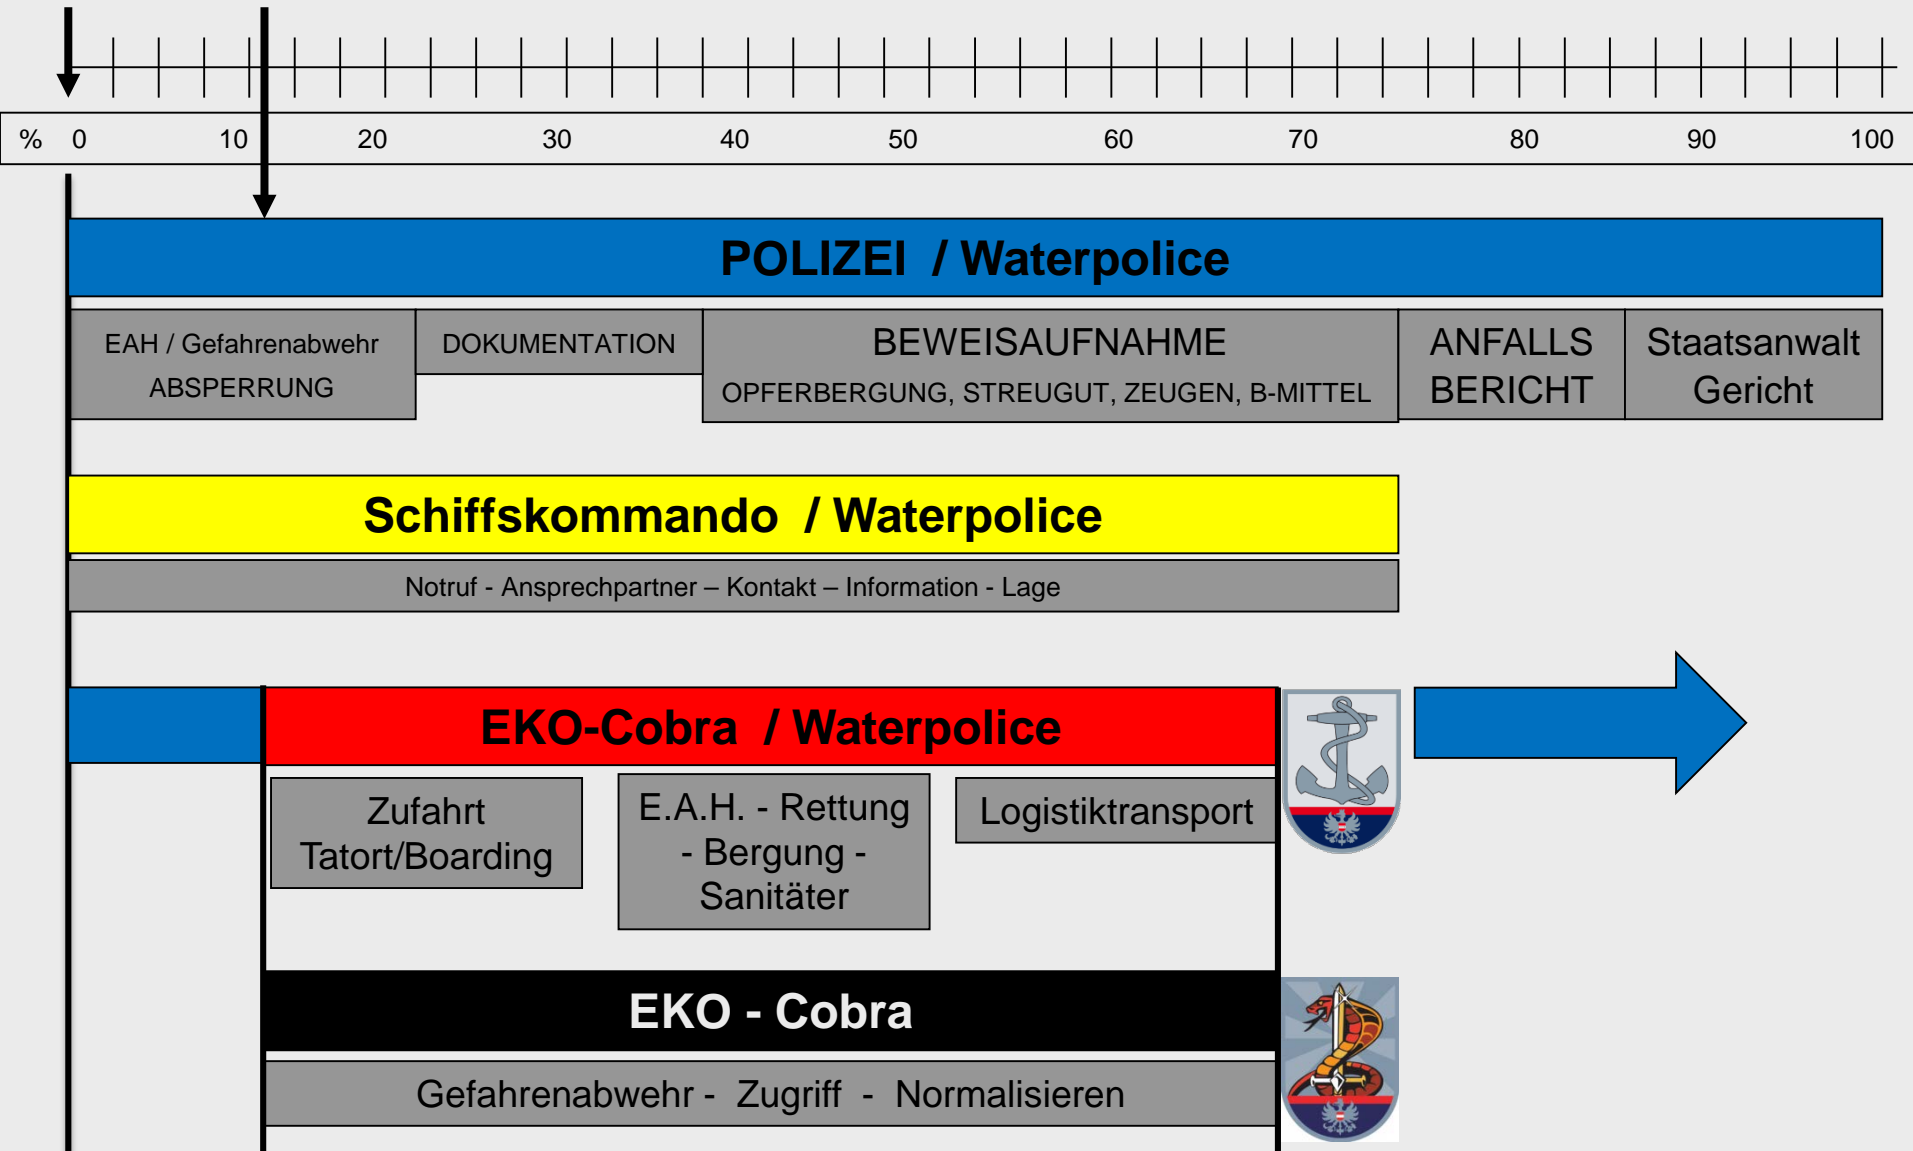 % 0 10 20 30 40 50 60 70 80 90 100
POLIZEI / Waterpolice
EAH / Gefahrenabwehr
ABSPERRUNG
DOKUMENTATION
BEWEISAUFNAHME
OPFERBERGUNG, STREUGUT, ZEUGEN, B-MITTEL
ANFALLS
BERICHT
Staatsanwalt
Gericht
Schiffskommando / Waterpolice
Notruf - Ansprechpartner – Kontakt – Information - Lage
EKO-Cobra / Waterpolice
Zufahrt
Tatort/Boarding
E.A.H. - Rettung
- Bergung -
Sanitäter
Logistiktransport
EKO - Cobra
Gefahrenabwehr - Zugriff - Normalisieren